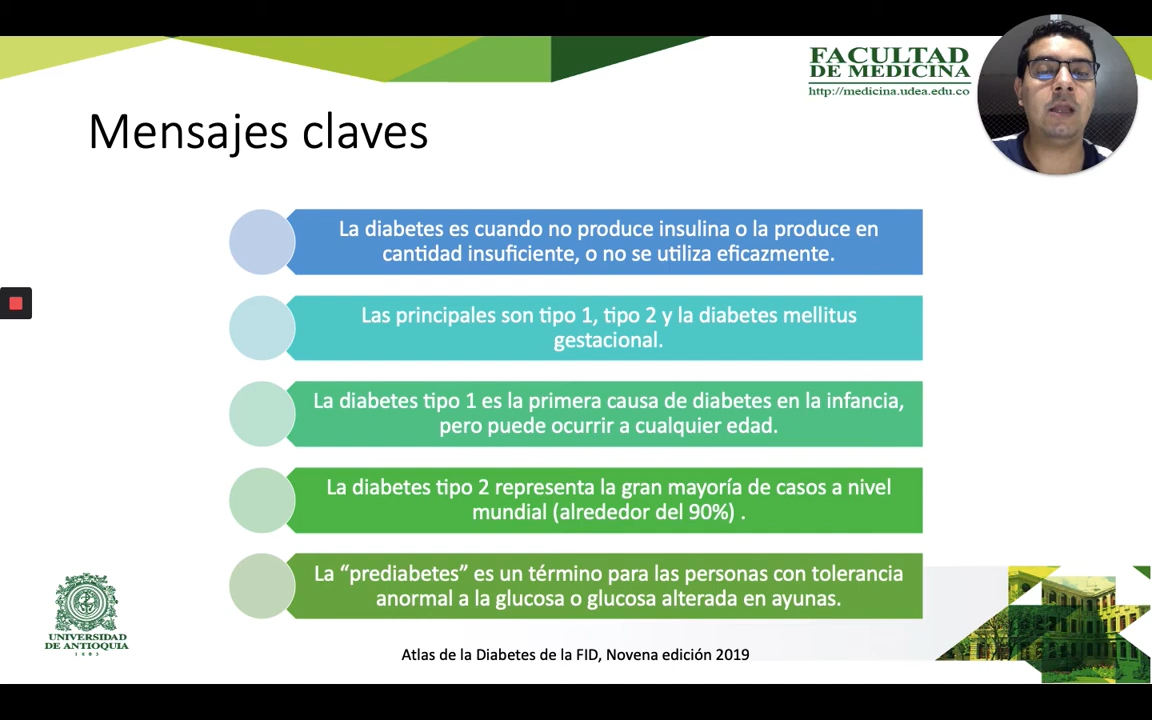 FACULTAD
DE MEDICINA
http://medicina.udea.edu.co
Mensajes claves
La diabetes es cuando no produce insulina o la produce en
cantidad insuficiente, o no se utiliza eficazmente.
Las principales son tipo 1, tipo 2 y la diabetes mellitus
gestacional.
La diabetes tipo 1 es la primera causa de diabetes en la infancia,
pero puede ocurrir a cualquier edad.
La diabetes tipo 2 representa la gran mayoría de casos a nivel
mundial (alrededor del 90%) .
La “prediabetes” es un término para las personas con tolerancia
anormal a la glucosa o glucosa alterada en ayunas.
UNIVERSIDAD
DE ANTIOQUIA
1803
Atlas de la Diabetes de la FID, Novena edición 2019